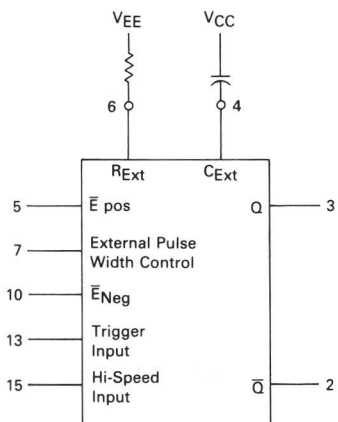 VEE VCC
6 4
RExt CExt
5 E̅ pos Q 3
7 External Pulse
Width Control
10 E̅Neg
13 Trigger
Input
15 Hi-Speed Q̅ 2
Input